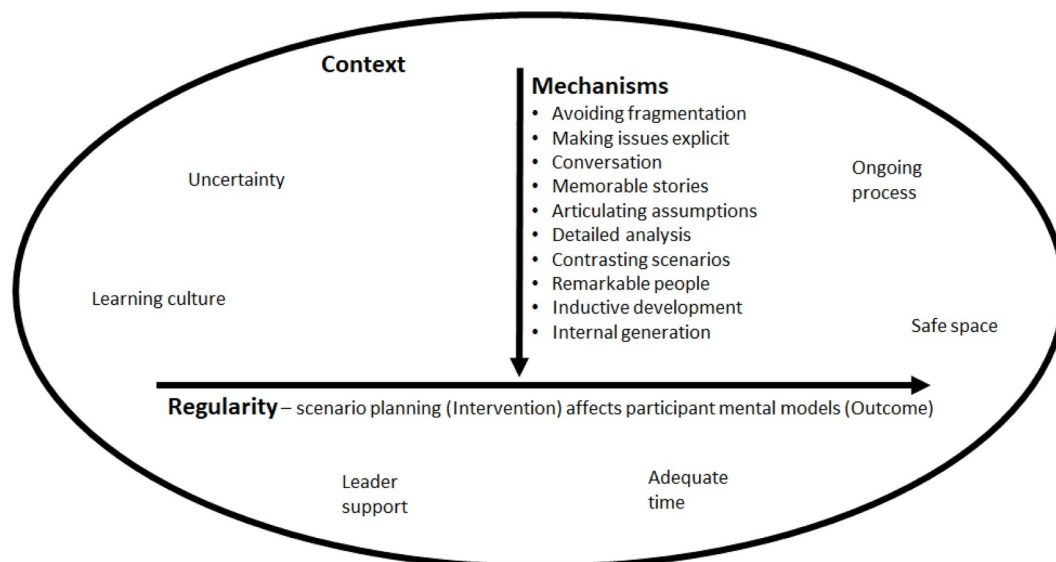 Context
Mechanisms
• Avoiding fragmentation
• Making issues explicit
• Conversation
• Memorable stories
• Articulating assumptions
• Detailed analysis
• Contrasting scenarios
• Remarkable people
• Inductive development
• Internal generation
Uncertainty
Learning culture
Ongoing
process
Safe space
Regularity – scenario planning (Intervention) affects participant mental models (Outcome)
Leader
support
Adequate
time